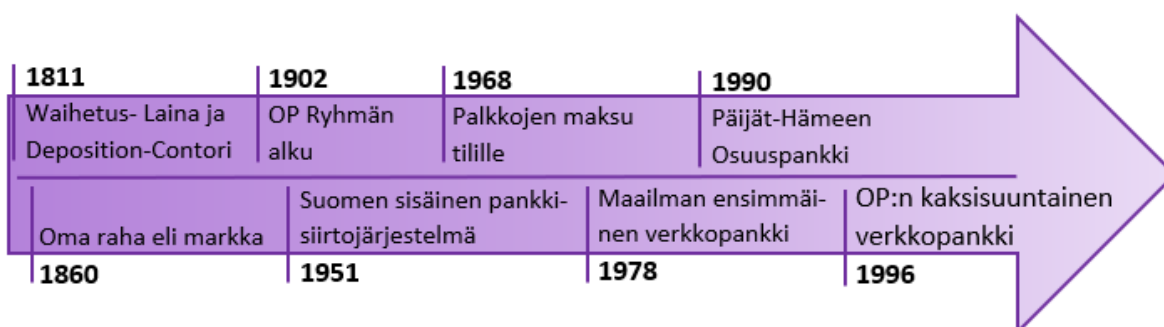 1811
Waihetus- Laina ja
Deposition-Contori
1902
OP Ryhmän
alku
1968
Palkkojen maksu
tilille
1990
Päijät-Hämeen
Osuuspankki
Oma raha eli markka
1860
Suomen sisäinen pankki-
siirtojärjestelmä
1951
Maailman ensimmäi-
nen verkkopankki
1978
OP:n kaksisuuntainen
verkkopankki
1996